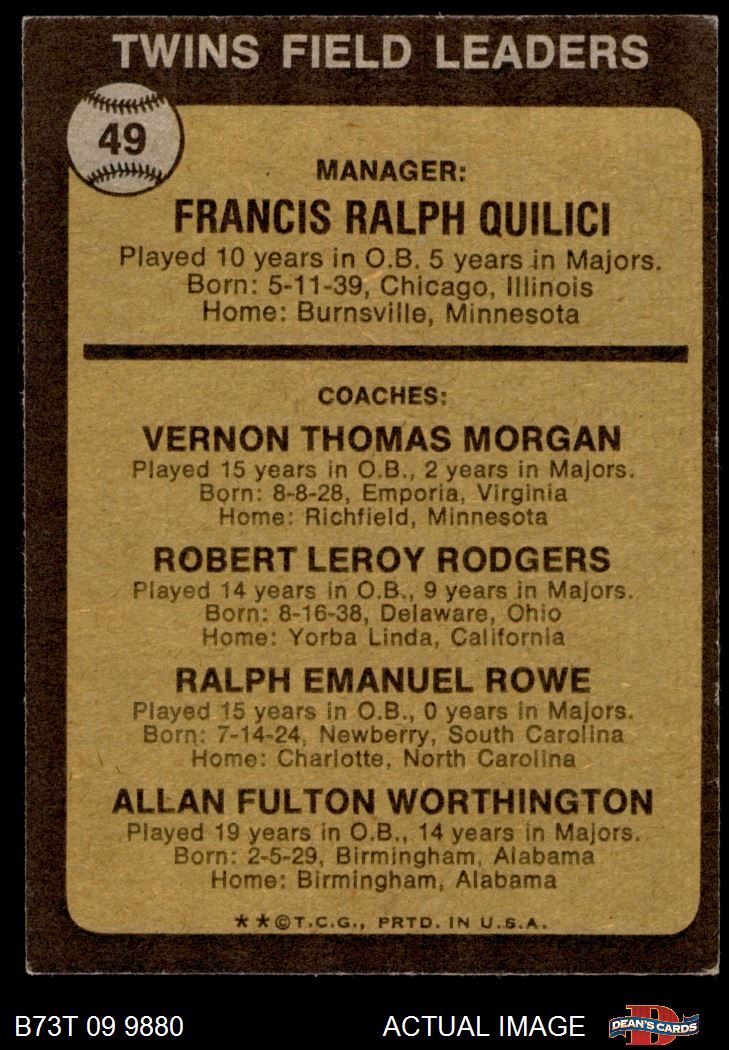 TWINS FIELD LEADERS
49
MANAGER:
FRANCIS RALPH QUILICI
Played 10 years in O.B. 5 years in Majors.
Born: 5-11-39, Chicago, Illinois
Home: Burnsville, Minnesota
COACHES:
VERNON THOMAS MORGAN
Played 15 years in O.B., 2 years in Majors.
Born: 8-8-28, Emporia, Virginia
Home: Richfield, Minnesota
ROBERT LEROY RODGERS
Played 14 years in O.B., 9 years in Majors.
Born: 8-16-38, Delaware, Ohio
Home: Yorba Linda, California
RALPH EMANUEL ROWE
Played 15 years in O.B., 0 years in Majors.
Born: 7-14-24, Newberry, South Carolina
Home: Charlotte, North Carolina
ALLAN FULTON WORTHINGTON
Played 19 years in O.B., 14 years in Majors.
Born: 2-5-29, Birmingham, Alabama
Home: Birmingham, Alabama
**©T.C.G., PRTD. IN U.S.A.
B73T 09 9880 ACTUAL IMAGE D DEAN'S CARDS